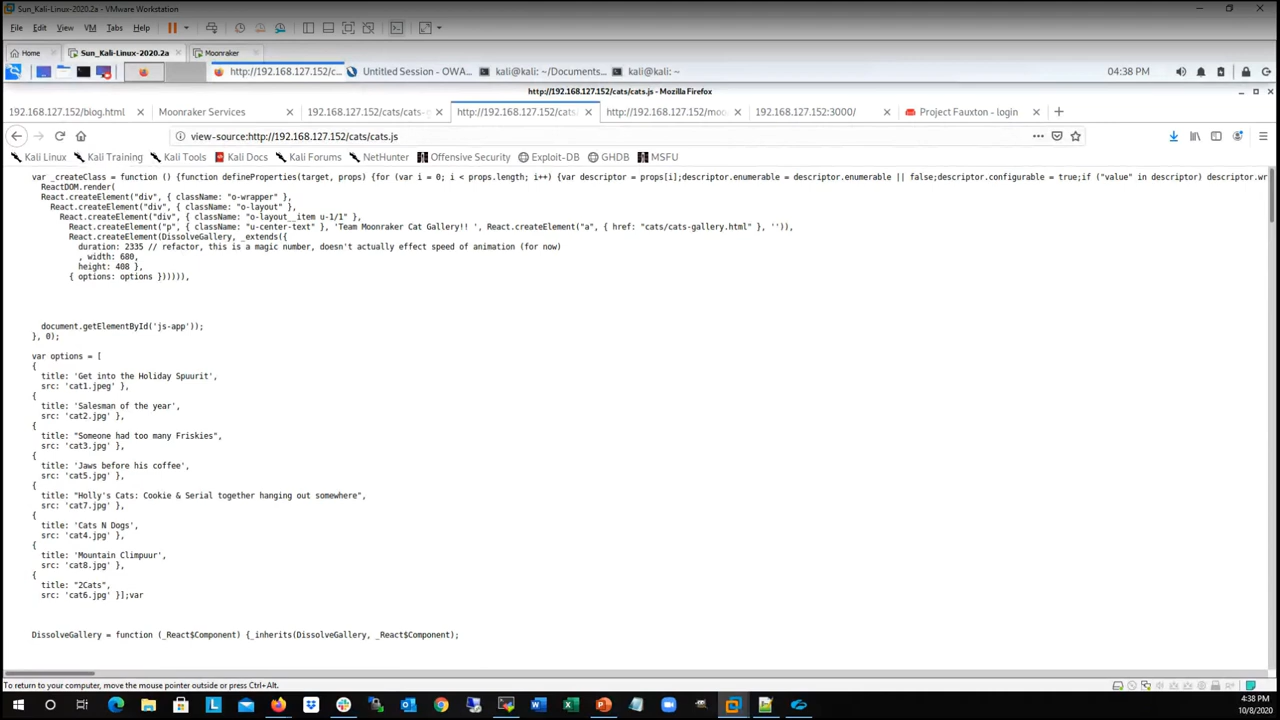 Sun_Kali-Linux-2020.2a - VMware Workstation
File Edit View VM Tabs Help
Home Sun_Kali-Linux-2020.2a Moonraker
http://192.168.127.152/c... Untitled Session - OWA... kali@kali: ~/Documents... kali@kali: ~ 04:38 PM
http://192.168.127.152/cats/cats.js - Mozilla Firefox
192.168.127.152/blog.html Moonraker Services 192.168.127.152/cats/cats- http://192.168.127.152/cats http://192.168.127.152/moo 192.168.127.152:3000/ Project Fauxton - login
view-source:http://192.168.127.152/cats/cats.js
Kali Linux Kali Training Kali Tools Kali Docs Kali Forums NetHunter Offensive Security Exploit-DB GHDB MSFU
var _createClass = function () {function defineProperties(target, props) {for (var i = 0; i < props.length; i++) {var descriptor = props[i];descriptor.enumerable = descriptor.enumerable || false;descriptor.configurable = true;if ("value" in descriptor) descriptor.wr
ReactDOM.render(
React.createElement("div", { className: "o-wrapper" },
React.createElement("div", { className: "o-layout" },
React.createElement("div", { className: "o-layout__item u-1/1" },
React.createElement("p", { className: "u-center-text" }, 'Team Moonraker Cat Gallery!! ', React.createElement("a", { href: "cats/cats-gallery.html" }, '')),
React.createElement(DissolveGallery, _extends({
duration: 2335 // refactor, this is a magic number, doesn't actually effect speed of animation (for now)
, width: 680,
height: 408 },
{ options: options })))),
document.getElementById('js-app'));
}, 0);
var options = [
{
title: 'Get into the Holiday Spuurit',
src: 'cat1.jpeg' },
{
title: 'Salesman of the year',
src: 'cat2.jpg' },
{
title: "Someone had too many Friskies",
src: 'cat3.jpg' },
{
title: 'Jaws before his coffee',
src: 'cat5.jpg' },
{
title: "Holly's Cats: Cookie & Serial together hanging out somewhere",
src: 'cat7.jpg' },
{
title: 'Cats N Dogs',
src: 'cat4.jpg' },
{
title: 'Mountain Climpuur',
src: 'cat8.jpg' },
{
title: "2Cats",
src: 'cat6.jpg' }];var
DissolveGallery = function (_React$Component) {_inherits(DissolveGallery, _React$Component);
To return to your computer, move the mouse pointer outside or press Ctrl+Alt.
4:38 PM
10/8/2020